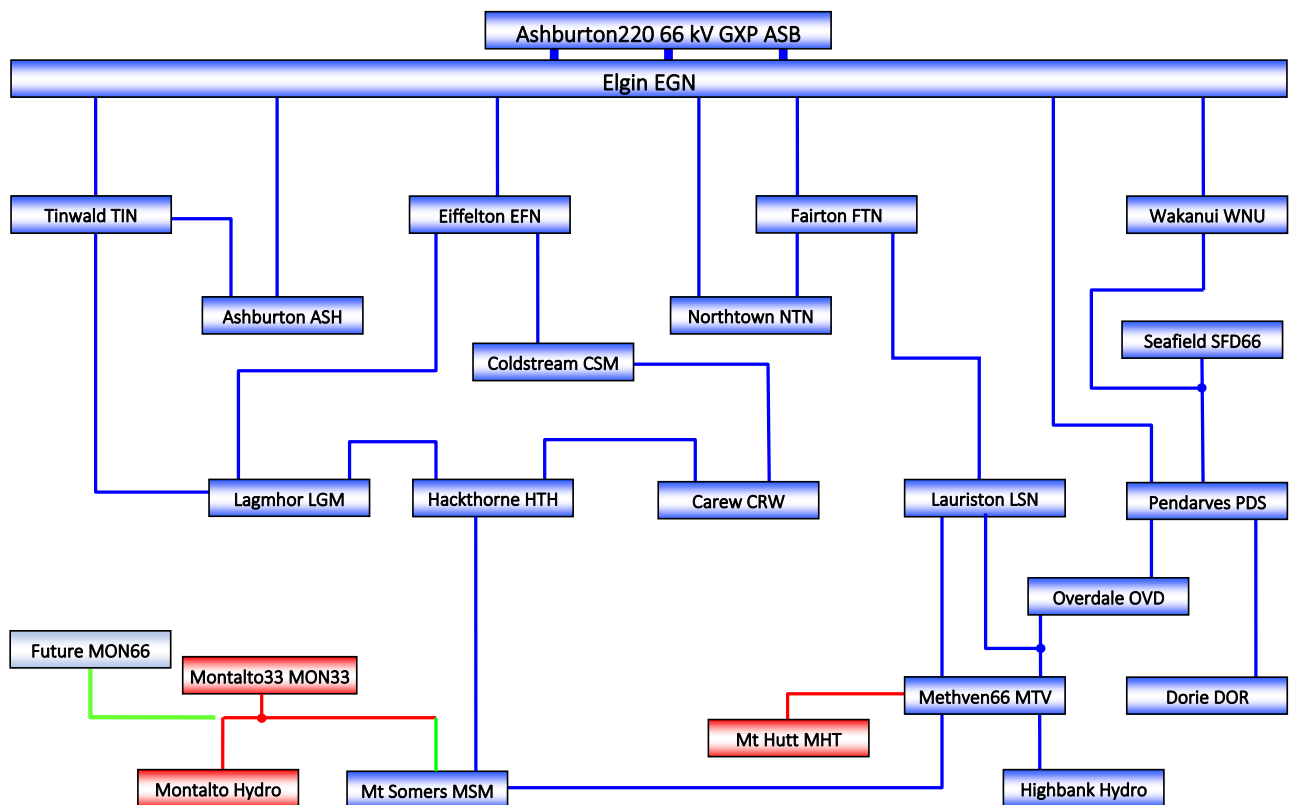 Ashburton220 66 kV GXP ASB
Elgin EGN
Tinwald TIN
Eiffelton EFN
Fairton FTN
Wakanui WNU
Ashburton ASH
Northtown NTN
Seafield SFD66
Coldstream CSM
Lagmhor LGM
Hackthorne HTH
Carew CRW
Lauriston LSN
Pendarves PDS
Overdale OVD
Future MON66
Montalto33 MON33
Methven66 MTV
Dorie DOR
Mt Hutt MHT
Montalto Hydro
Mt Somers MSM
Highbank Hydro